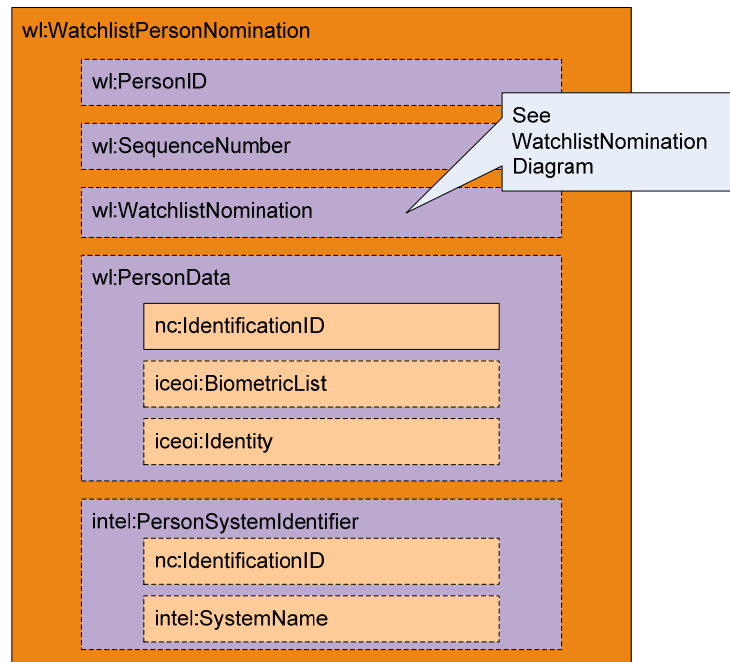 wl:WatchlistPersonNomination
wl:PersonID
wl:SequenceNumber
See
WatchlistNomination
Diagram
wl:WatchlistNomination
wl:PersonData
nc:IdentificationID
iceoi:BiometricList
iceoi:Identity
intel:PersonSystemIdentifier
nc:IdentificationID
intel:SystemName